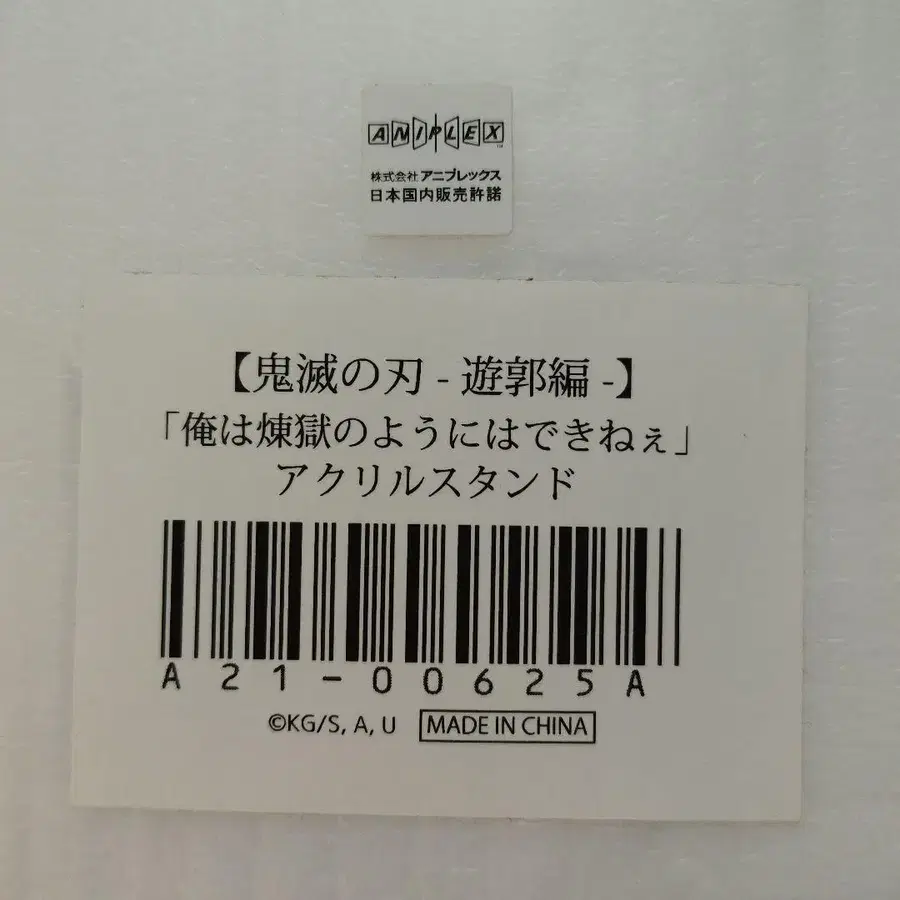 ANIPLEX™
株式会社アニプレックス
日本国内販売許諾
【鬼滅の刃 - 遊郭編 -】
「俺は煉獄のようにはできねぇ」
アクリルスタンド
A21-00625A
©KG/S, A, U MADE IN CHINA